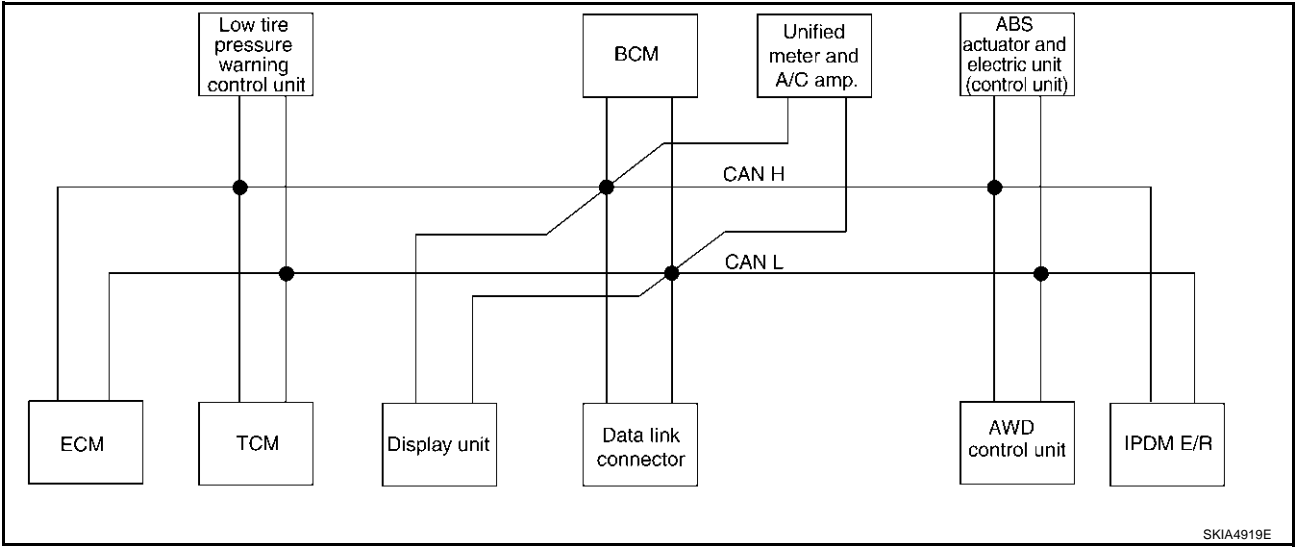 Low tire
pressure
warning
control unit
BCM
Unified
meter and
A/C amp.
ABS
actuator and
electric unit
(control unit)
CAN H
CAN L
ECM
TCM
Display unit
Data link
connector
AWD
control unit
IPDM E/R
SKIA4919E